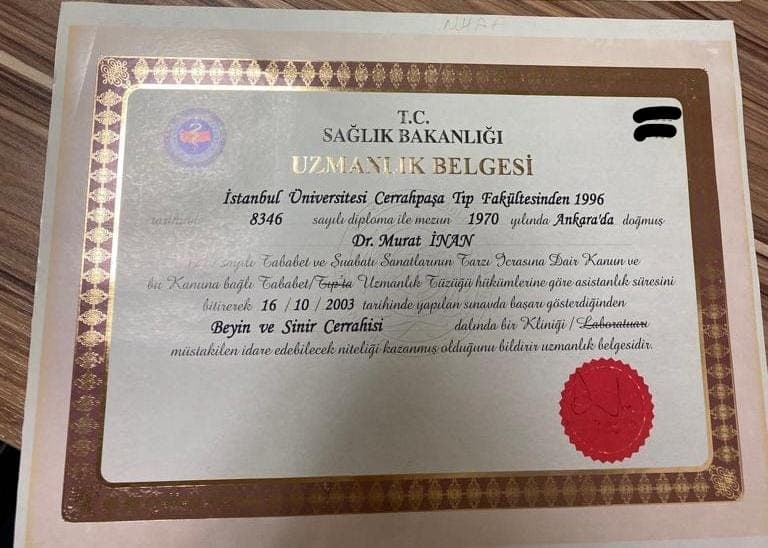 T.C.
SAĞLIK BAKANLIĞI
UZMANLIK BELGESİ
İstanbul Üniversitesi Cerrahpaşa Tıp Fakültesinden 1996
tarihinde 8346 sayılı diploma ile mezun 1970 yılında Ankara'da doğmuş
Dr. Murat İNAN
sayılı Tababet ve Şuabatı Sanatlarının Tarzı İcrasına Dair Kanun ve
bu Kanuna bağlı Tababet/Tıp'ta Uzmanlık Tüzüğü hükümlerine göre asistanlık süresini
bitirerek 16 / 10 / 2003 tarihinde yapılan sınavda başarı gösterdiğinden
Beyin ve Sinir Cerrahisi dalında bir Kliniği / Laboratuarı
müstakilen idare edebilecek niteliği kazanmış olduğunu bildirir uzmanlık belgesidir.